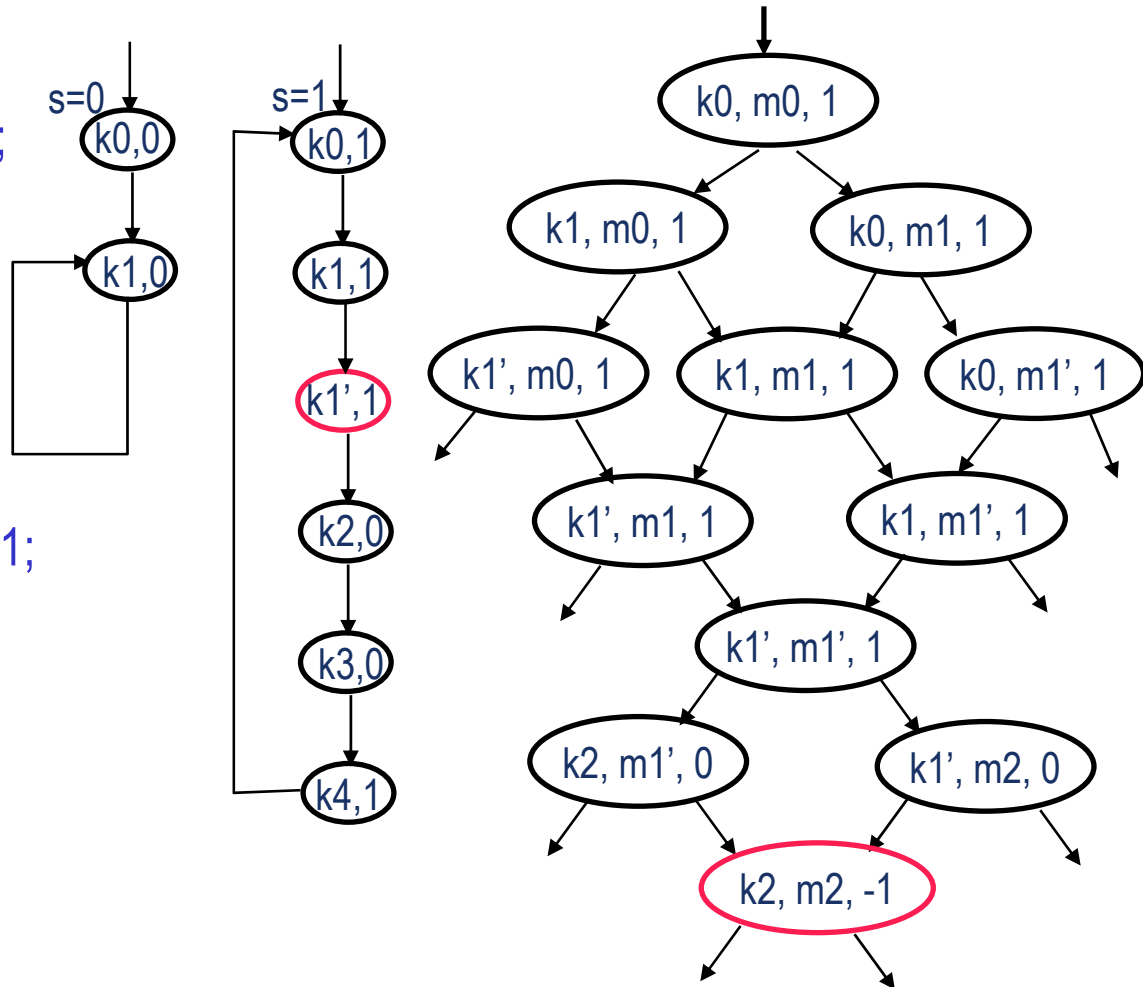 ;
1;
s=0
k0,0
k1,0
s=1
k0,1
k1,1
k1',1
k2,0
k3,0
k4,1
k0, m0, 1
k1, m0, 1
k0, m1, 1
k1', m0, 1
k1, m1, 1
k0, m1', 1
k1', m1, 1
k1, m1', 1
k1', m1', 1
k2, m1', 0
k1', m2, 0
k2, m2, -1